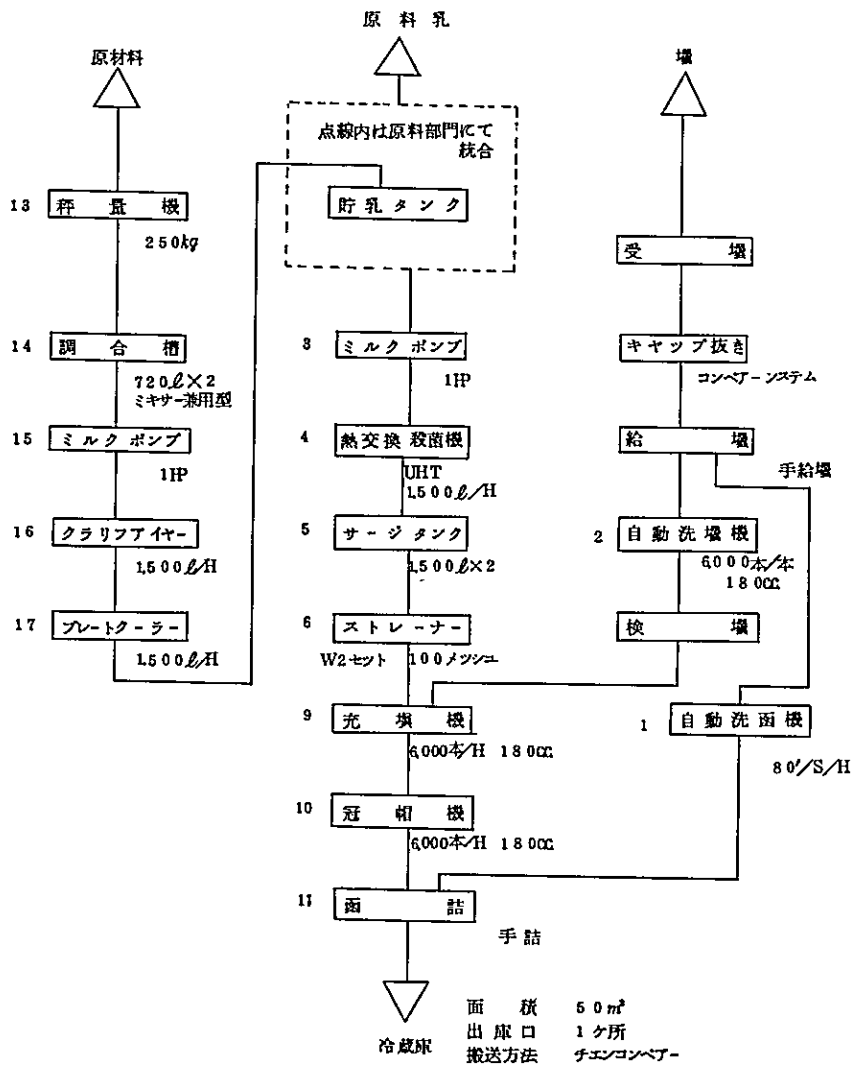 原料乳
原材料
壜
点線内は原料部門にて
統合
13 秤量機
250kg
貯乳タンク
受壜
14 調合槽
720ℓ×2
ミキサー兼用型
3 ミルクポンプ
1HP
キヤップ抜き
コンベアーシステム
15 ミルクポンプ
1HP
4 熱交換殺菌機
UHT
1,500ℓ/H
給壜
手給壜
16 クラリフアイヤー
1,500ℓ/H
5 サージタンク
1,500ℓ×2
2 自動洗壜機
6,000本/本
180cc
17 プレートクーラー
1,500ℓ/H
6 ストレーナー
W2セット 100メッシュ
検壜
9 充填機
6,000本/H 180cc
1 自動洗函機
80'/S/H
10 冠帽機
6,000本/H 180cc
11 函詰
手詰
冷蔵庫
面積 50m²
出庫口 1ケ所
搬送方法 チエンコンベアー